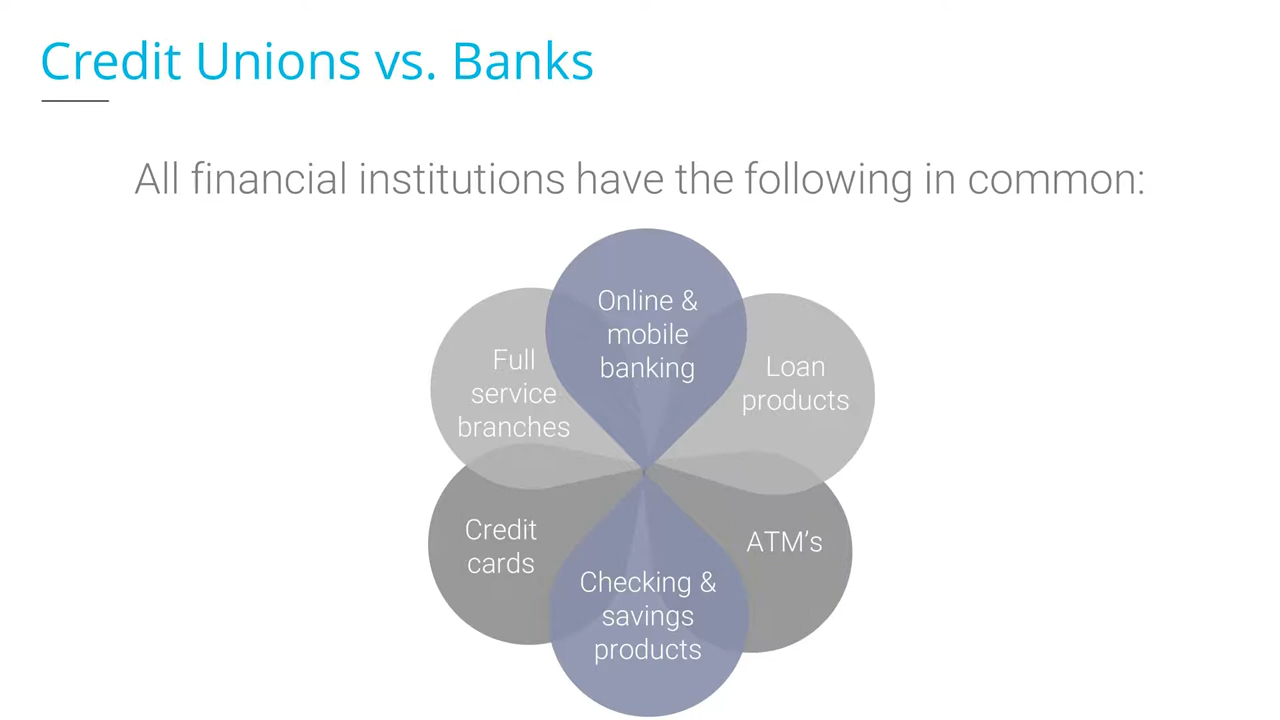 Credit Unions vs. Banks
All financial institutions have the following in common:
Online &
mobile
banking
Loan
products
ATM’s
Checking &
savings
products
Credit
cards
Full
service
branches